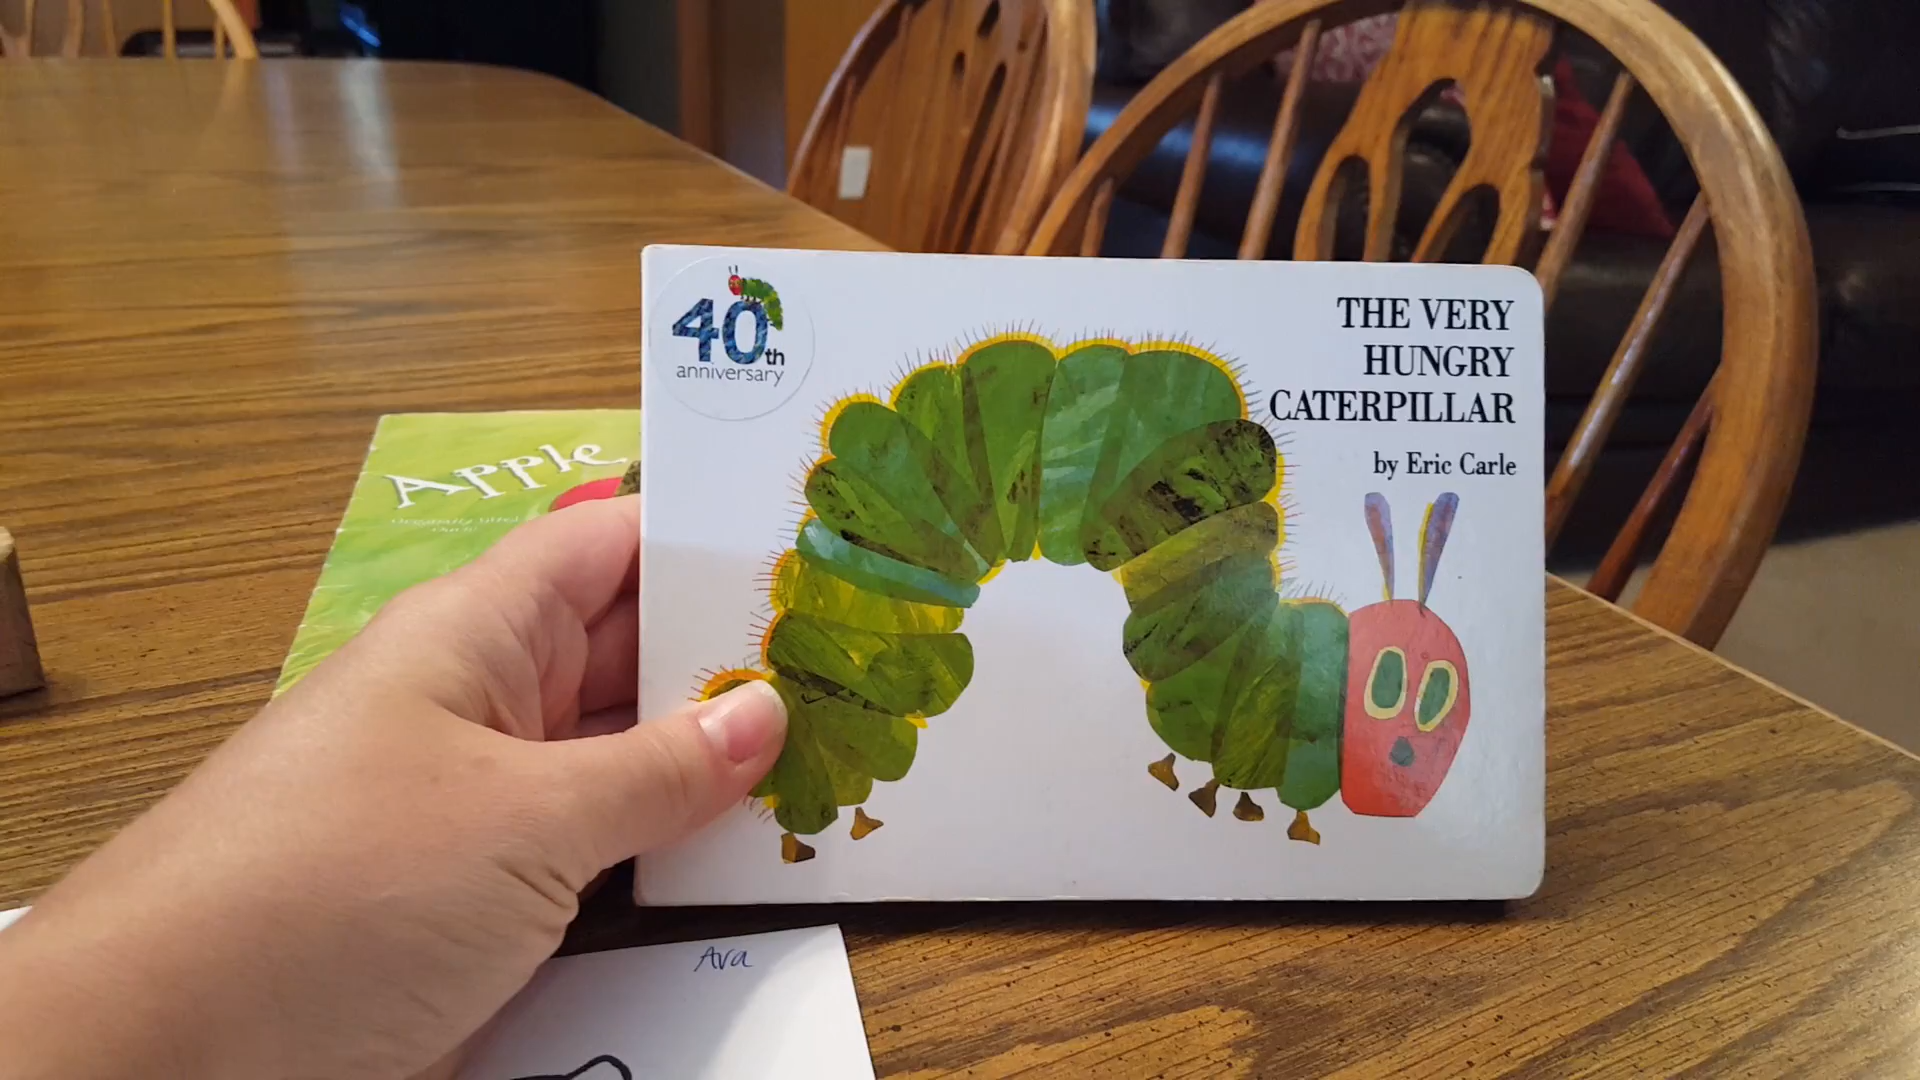 40th
anniversary
THE VERY
HUNGRY
CATERPILLAR
by Eric Carle
Apple
Ava